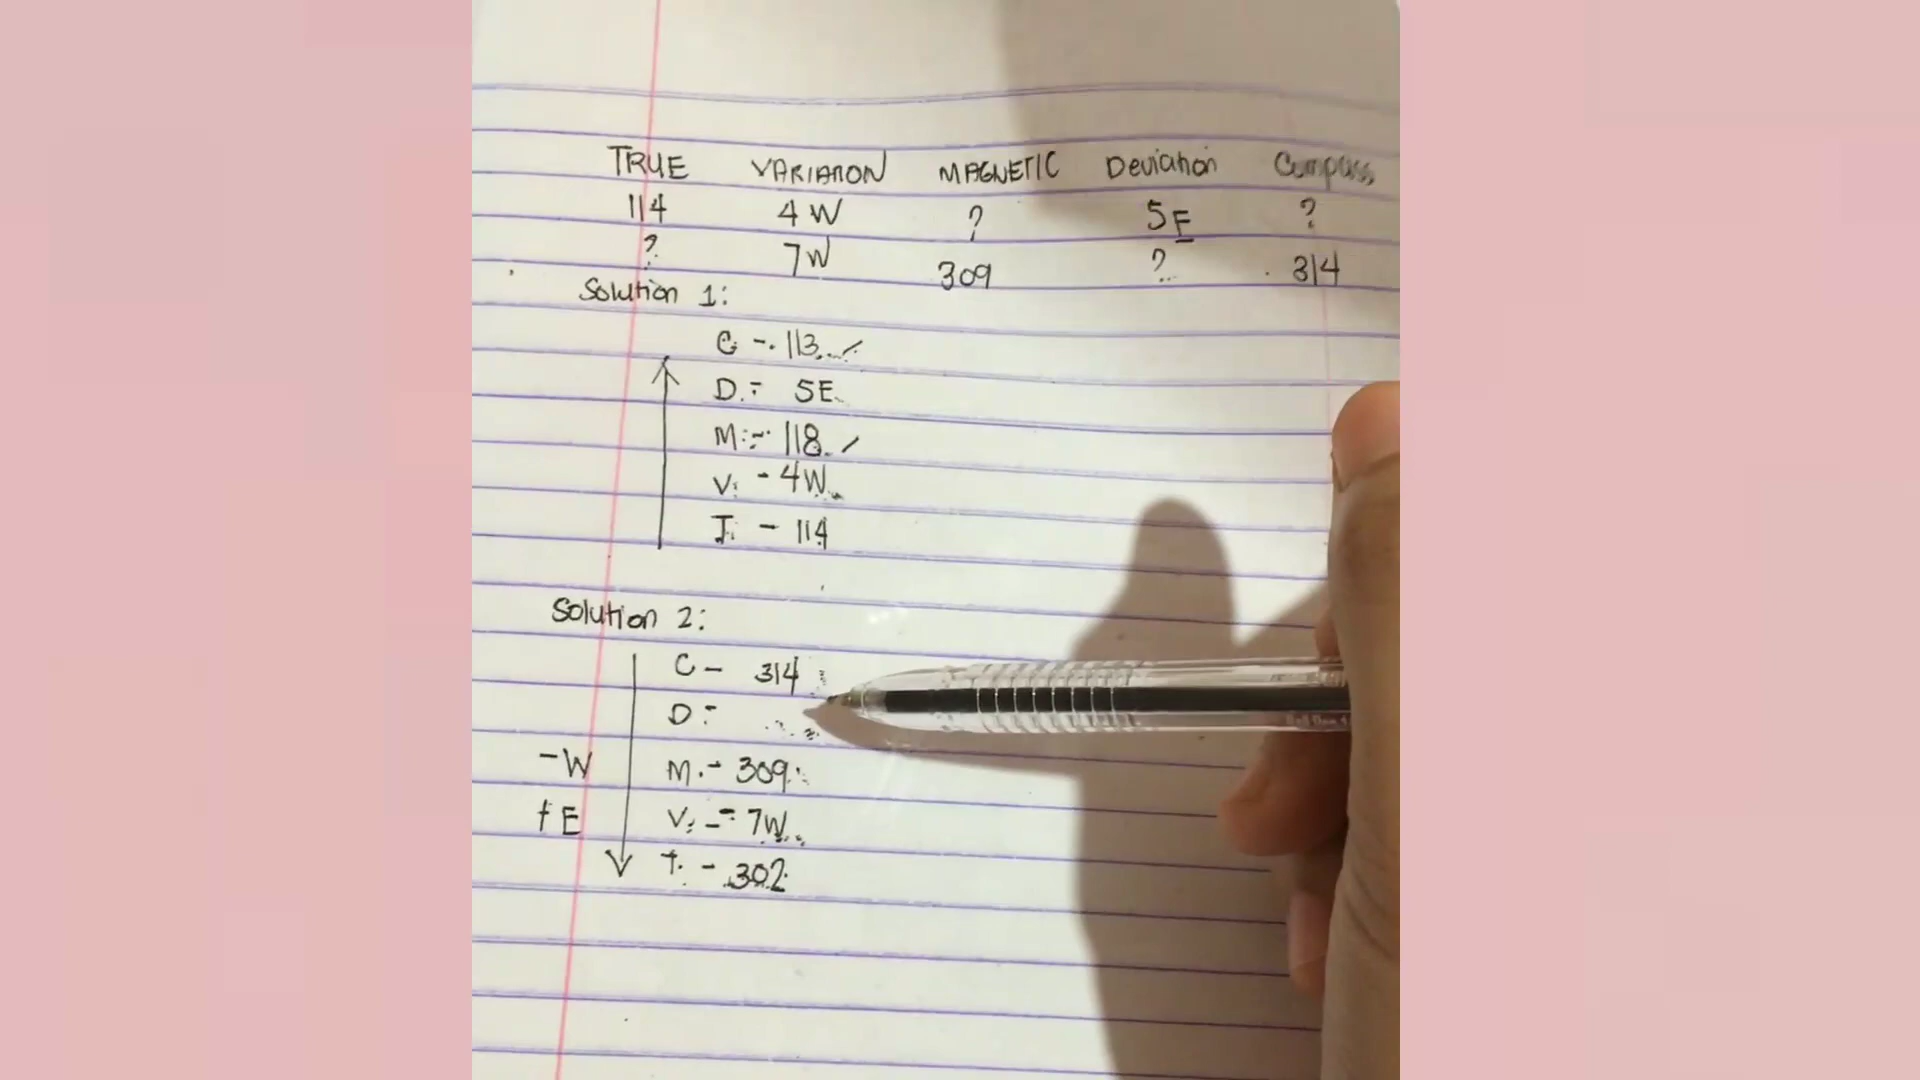 TRUE VARIATION MAGNETIC Deviation Compass
114 4 W ? 5E ?
? 7W 309 ? 314
Solution 1:
C - 113
D - 5E
M - 118
V - 4W
T - 114
Solution 2:
C - 314
D -
-W M - 309
+E V - 7W
T - 302